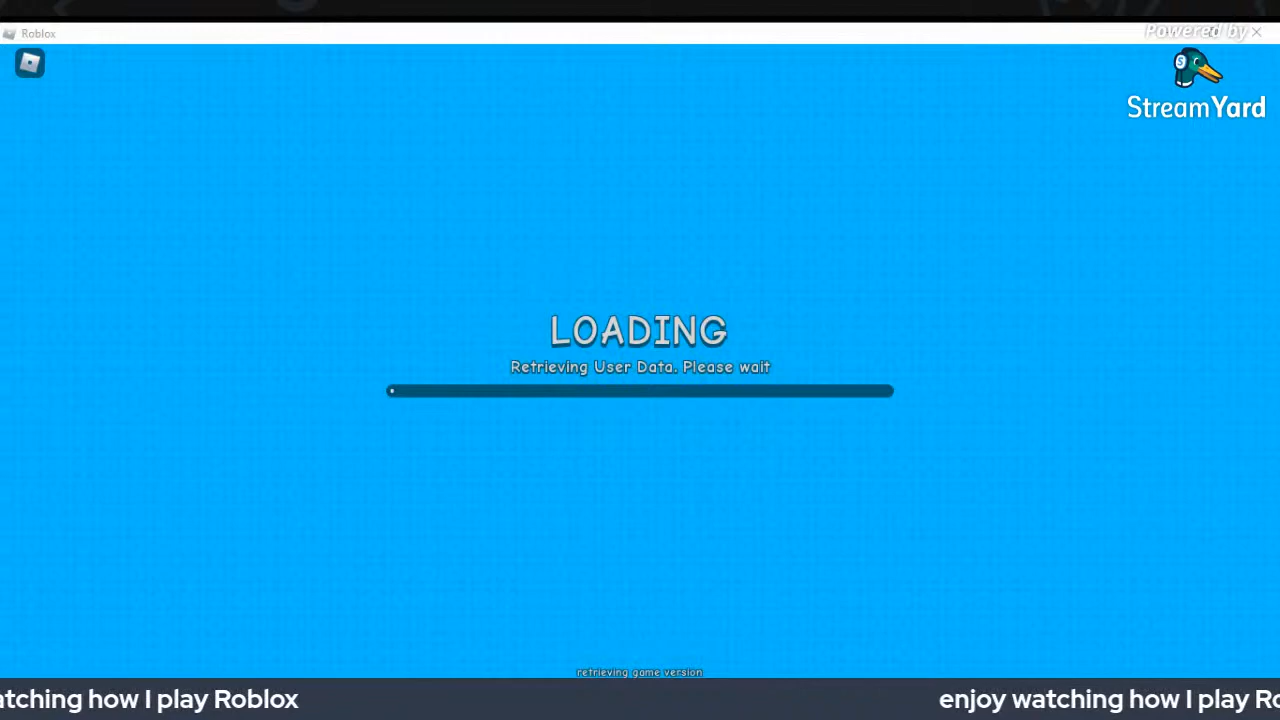 Roblox
Powered by
StreamYard
LOADING
Retrieving User Data. Please wait
retrieving game version
atching how I play Roblox
enjoy watching how I play Ro